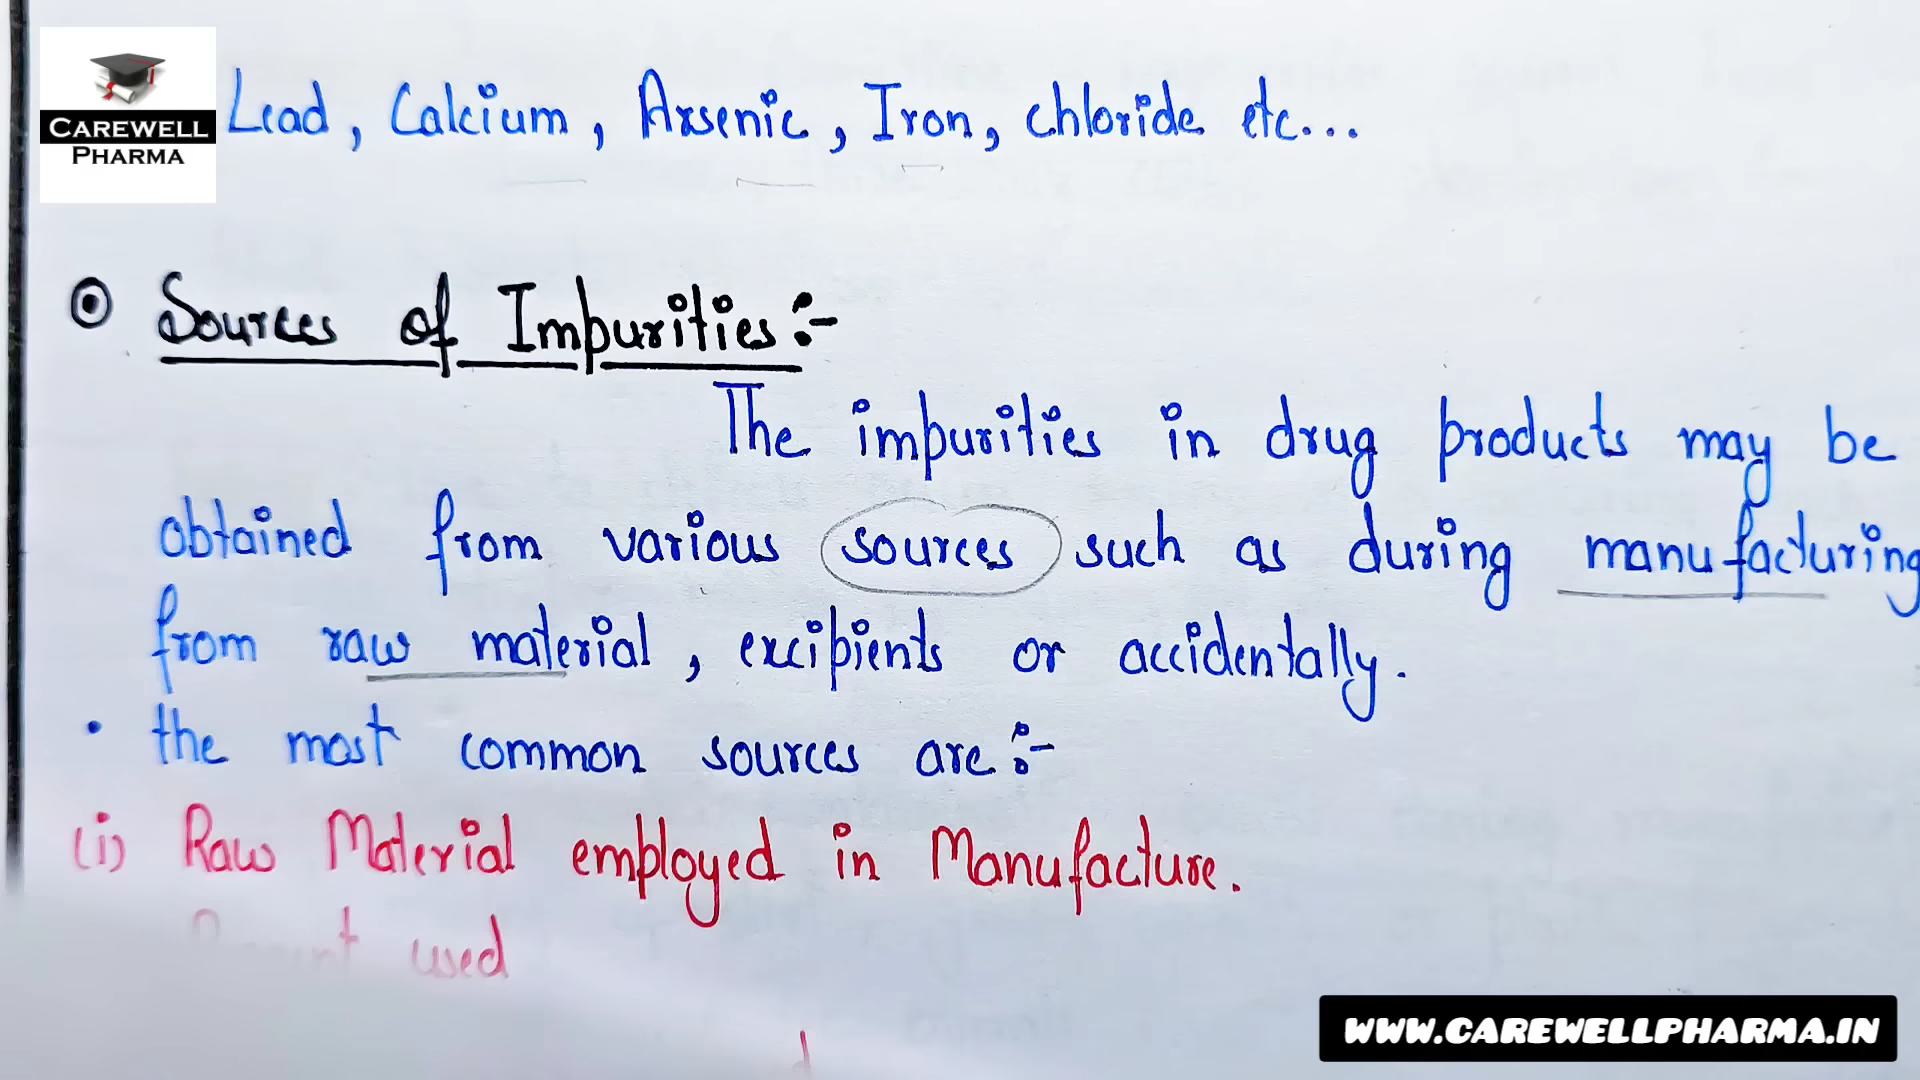 CAREWELL
PHARMA
Lead, Calcium, Arsenic, Iron, chloride etc...
Sources of Impurities:-
The impurities in drug products may be
obtained from various sources such as during manufacturing
from raw material, excipients or accidentally.
• the most common sources are:-
(i) Raw Material employed in Manufacture.
used
WWW.CAREWELLPHARMA.IN